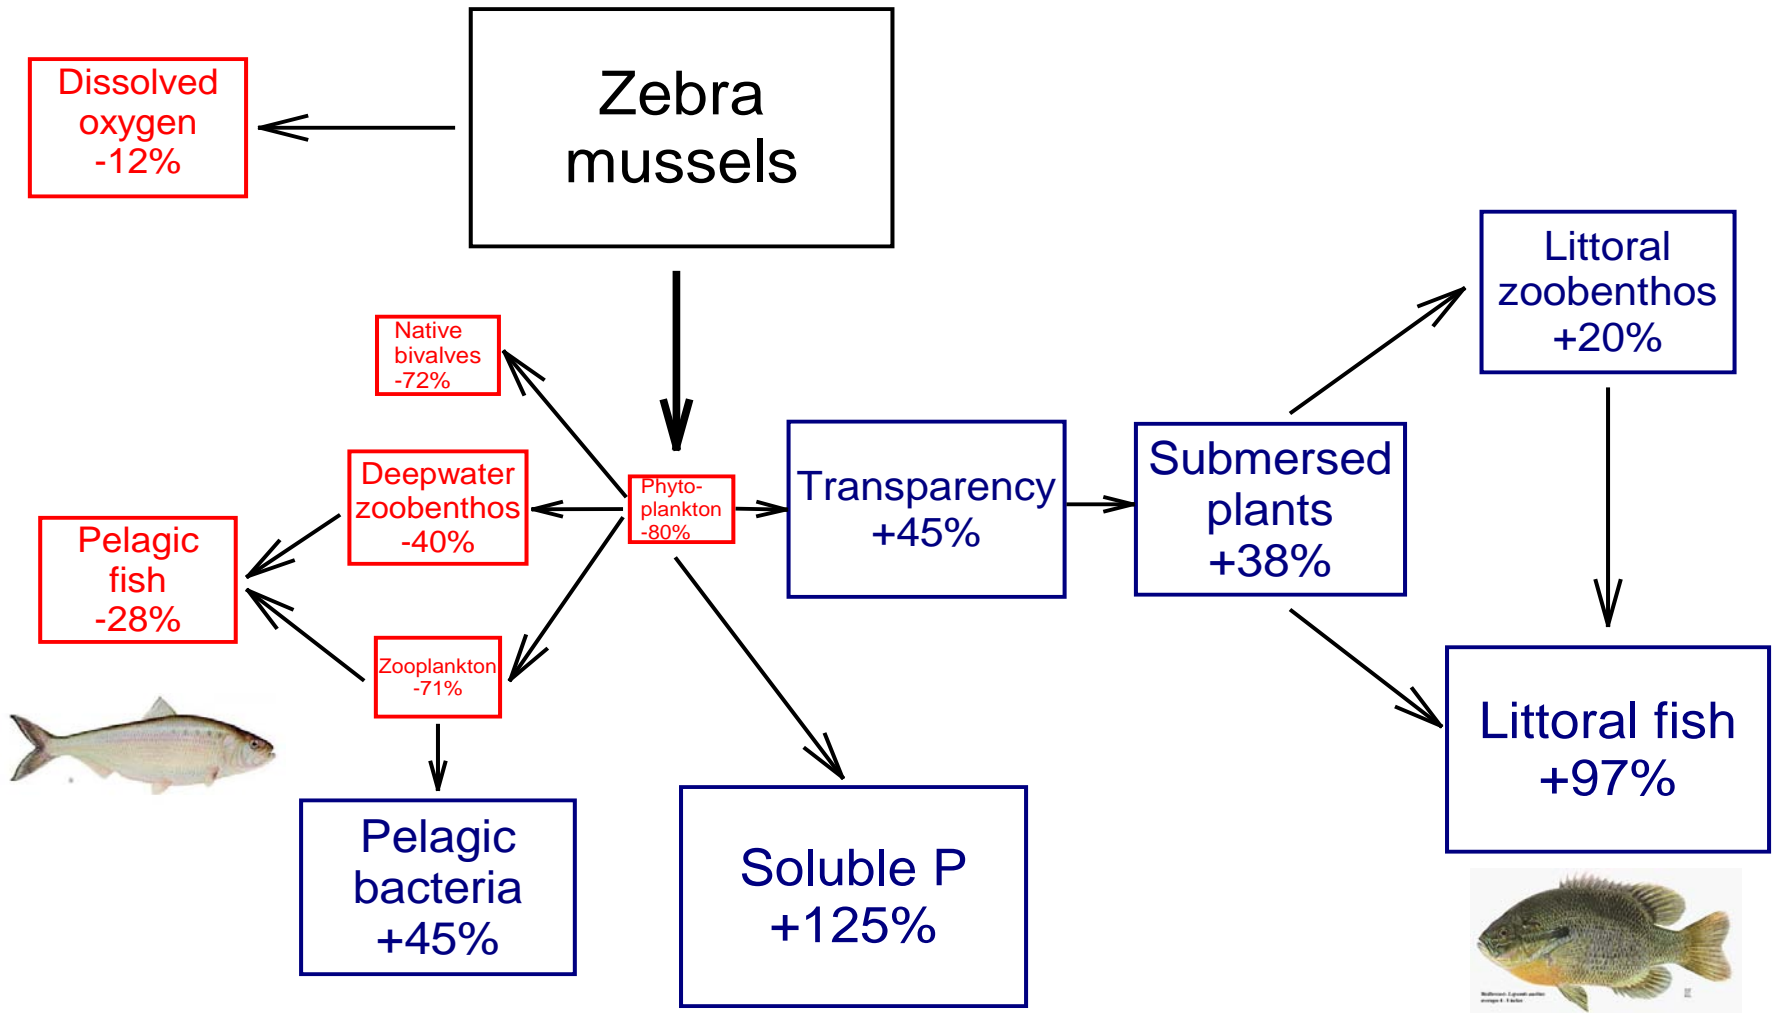 Zebra
mussels
Dissolved
oxygen
-12%
Littoral
zoobenthos
+20%
Native
bivalves
-72%
Deepwater
zoobenthos
-40%
Phyto-
plankton
-80%
Transparency
+45%
Submersed
plants
+38%
Pelagic
fish
-28%
Zooplankton
-71%
Littoral fish
+97%
Pelagic
bacteria
+45%
Soluble P
+125%